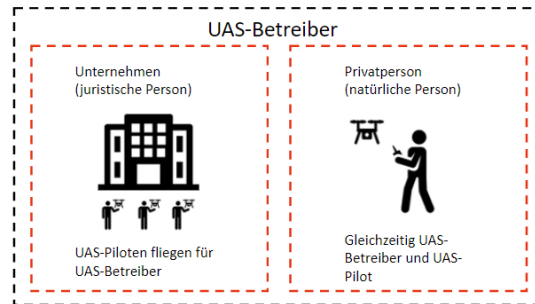 UAS-Betreiber
Unternehmen
(juristische Person)
UAS-Piloten fliegen für
UAS-Betreiber
Privatperson
(natürliche Person)
Gleichzeitig UAS-
Betreiber und UAS-
Pilot